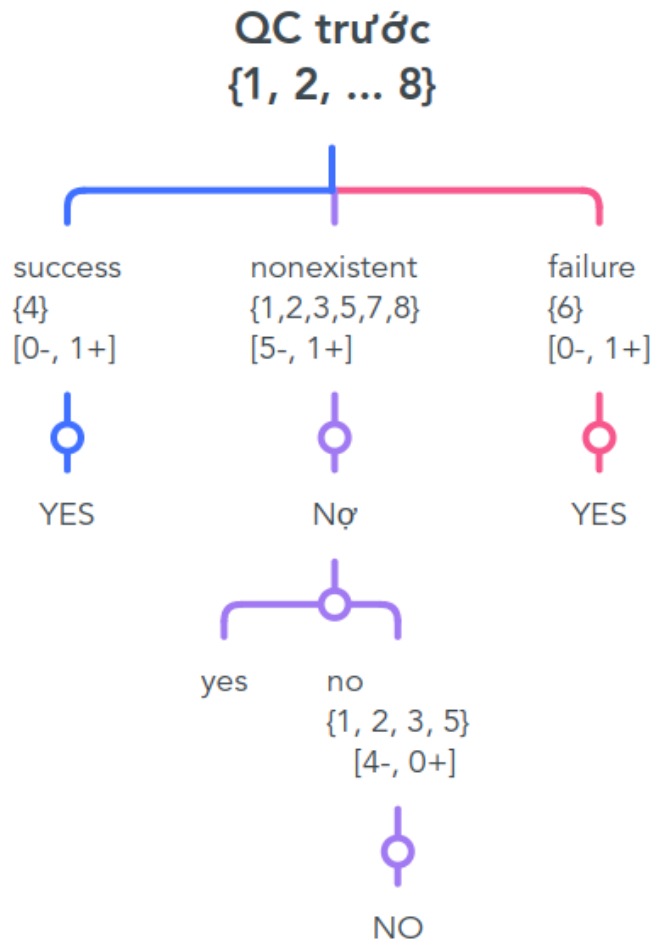 QC trước
{1, 2, ... 8}
success
{4}
[0-, 1+]
nonexistent
{1,2,3,5,7,8}
[5-, 1+]
failure
{6}
[0-, 1+]
YES
Nợ
YES
yes
no
{1, 2, 3, 5}
[4-, 0+]
NO